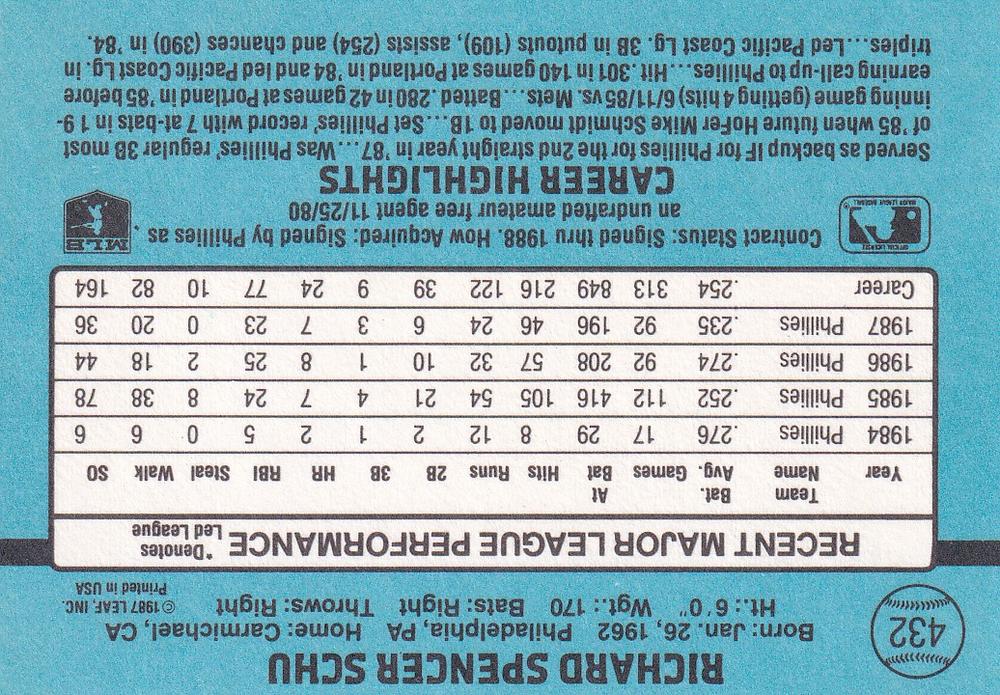 432
RICHARD SPENCER SCHU
Born: Jan. 26, 1962 Philadelphia, PA Home: Carmichael, CA
Ht.: 6'0" Wgt.: 170 Bats: Right Throws: Right
©1987 LEAF, INC.
Printed in USA
RECENT MAJOR LEAGUE PERFORMANCE *Denotes Led League
Year Team Name Bat. Avg. Games At Bat Hits Runs 2B 3B HR RBI Steal Walk SO
1984 Phillies .276 17 29 8 12 2 1 2 5 0 6 6
1985 Phillies .252 112 416 105 54 21 4 7 24 8 38 78
1986 Phillies .274 92 208 57 32 10 1 8 25 2 18 44
1987 Phillies .235 92 196 46 24 6 3 7 23 0 20 36
Career .254 313 849 216 122 39 9 24 77 10 82 164
OFFICIAL LICENSEE
MAJOR LEAGUE BASEBALL
Contract Status: Signed thru 1988. How Acquired: Signed by Phillies as
an undrafted amateur free agent 11/25/80
MLB
CAREER HIGHLIGHTS
Served as backup IF for Phillies for the 2nd straight year in '87...Was Phillies' regular 3B most
of '85 when future HoFer Mike Schmidt moved to 1B...Set Phillies' record with 7 at-bats in 1 9-
inning game (getting 4 hits) 6/11/85 vs. Mets...Batted .280 in 42 games at Portland in '85 before
earning call-up to Phillies...Hit .301 in 140 games at Portland in '84 and led Pacific Coast Lg. in
triples...Led Pacific Coast Lg. 3B in putouts (109), assists (254) and chances (390) in '84.